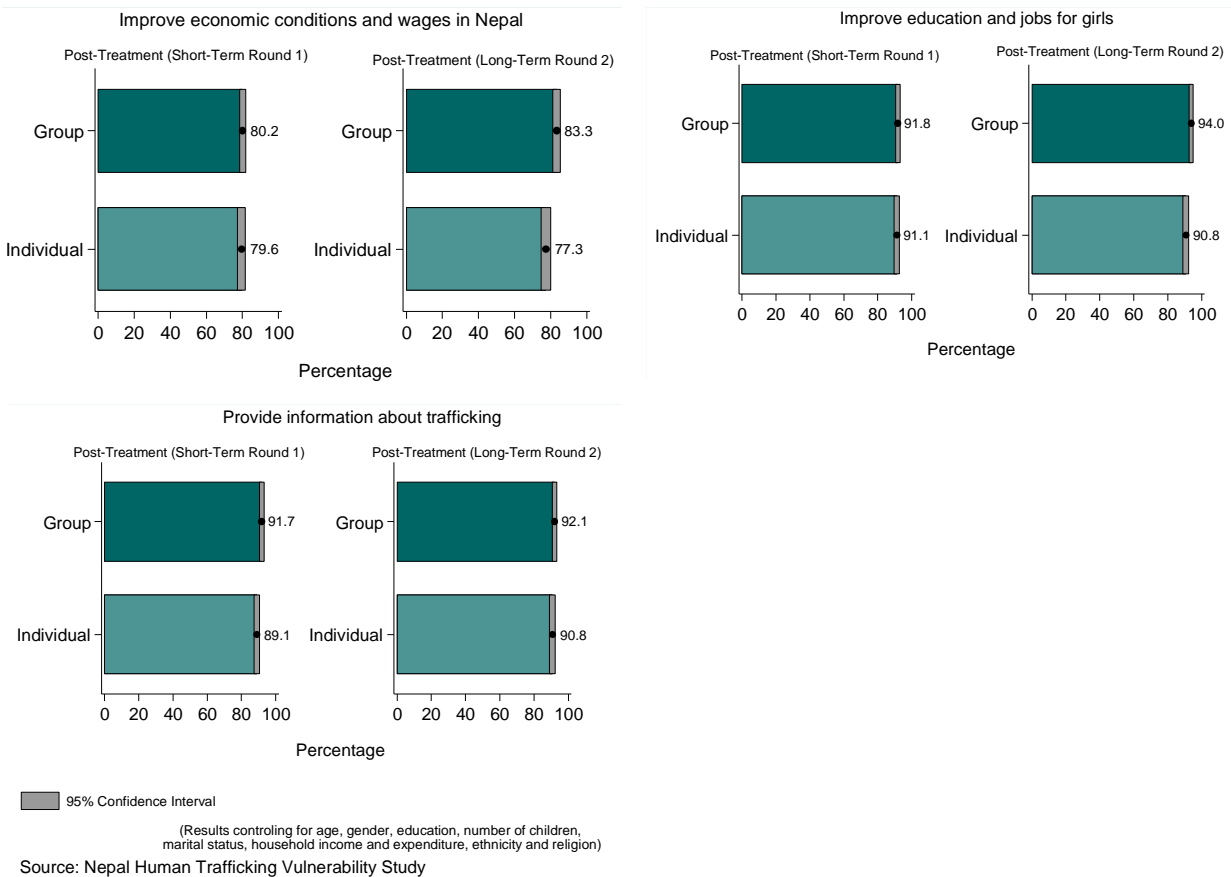 Improve economic conditions and wages in Nepal
Post-Treatment (Short-Term Round 1)
Post-Treatment (Long-Term Round 2)
Group
80.2
Group
83.3
Individual
79.6
Individual
77.3
0 20 40 60 80 100
0 20 40 60 80 100
Percentage
Improve education and jobs for girls
Post-Treatment (Short-Term Round 1)
Post-Treatment (Long-Term Round 2)
Group
91.8
Group
94.0
Individual
91.1
Individual
90.8
0 20 40 60 80 100
0 20 40 60 80 100
Percentage
Provide information about trafficking
Post-Treatment (Short-Term Round 1)
Post-Treatment (Long-Term Round 2)
Group
91.7
Group
92.1
Individual
89.1
Individual
90.8
0 20 40 60 80 100
0 20 40 60 80 100
Percentage
95% Confidence Interval
(Results controling for age, gender, education, number of children,
marital status, household income and expenditure, ethnicity and religion)
Source: Nepal Human Trafficking Vulnerability Study